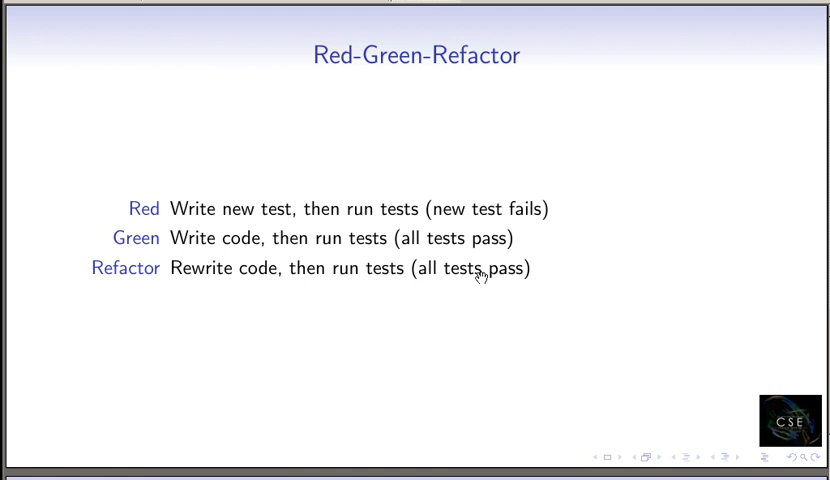 Red-Green-Refactor
Red Write new test, then run tests (new test fails)
Green Write code, then run tests (all tests pass)
Refactor Rewrite code, then run tests (all tests pass)
CSE